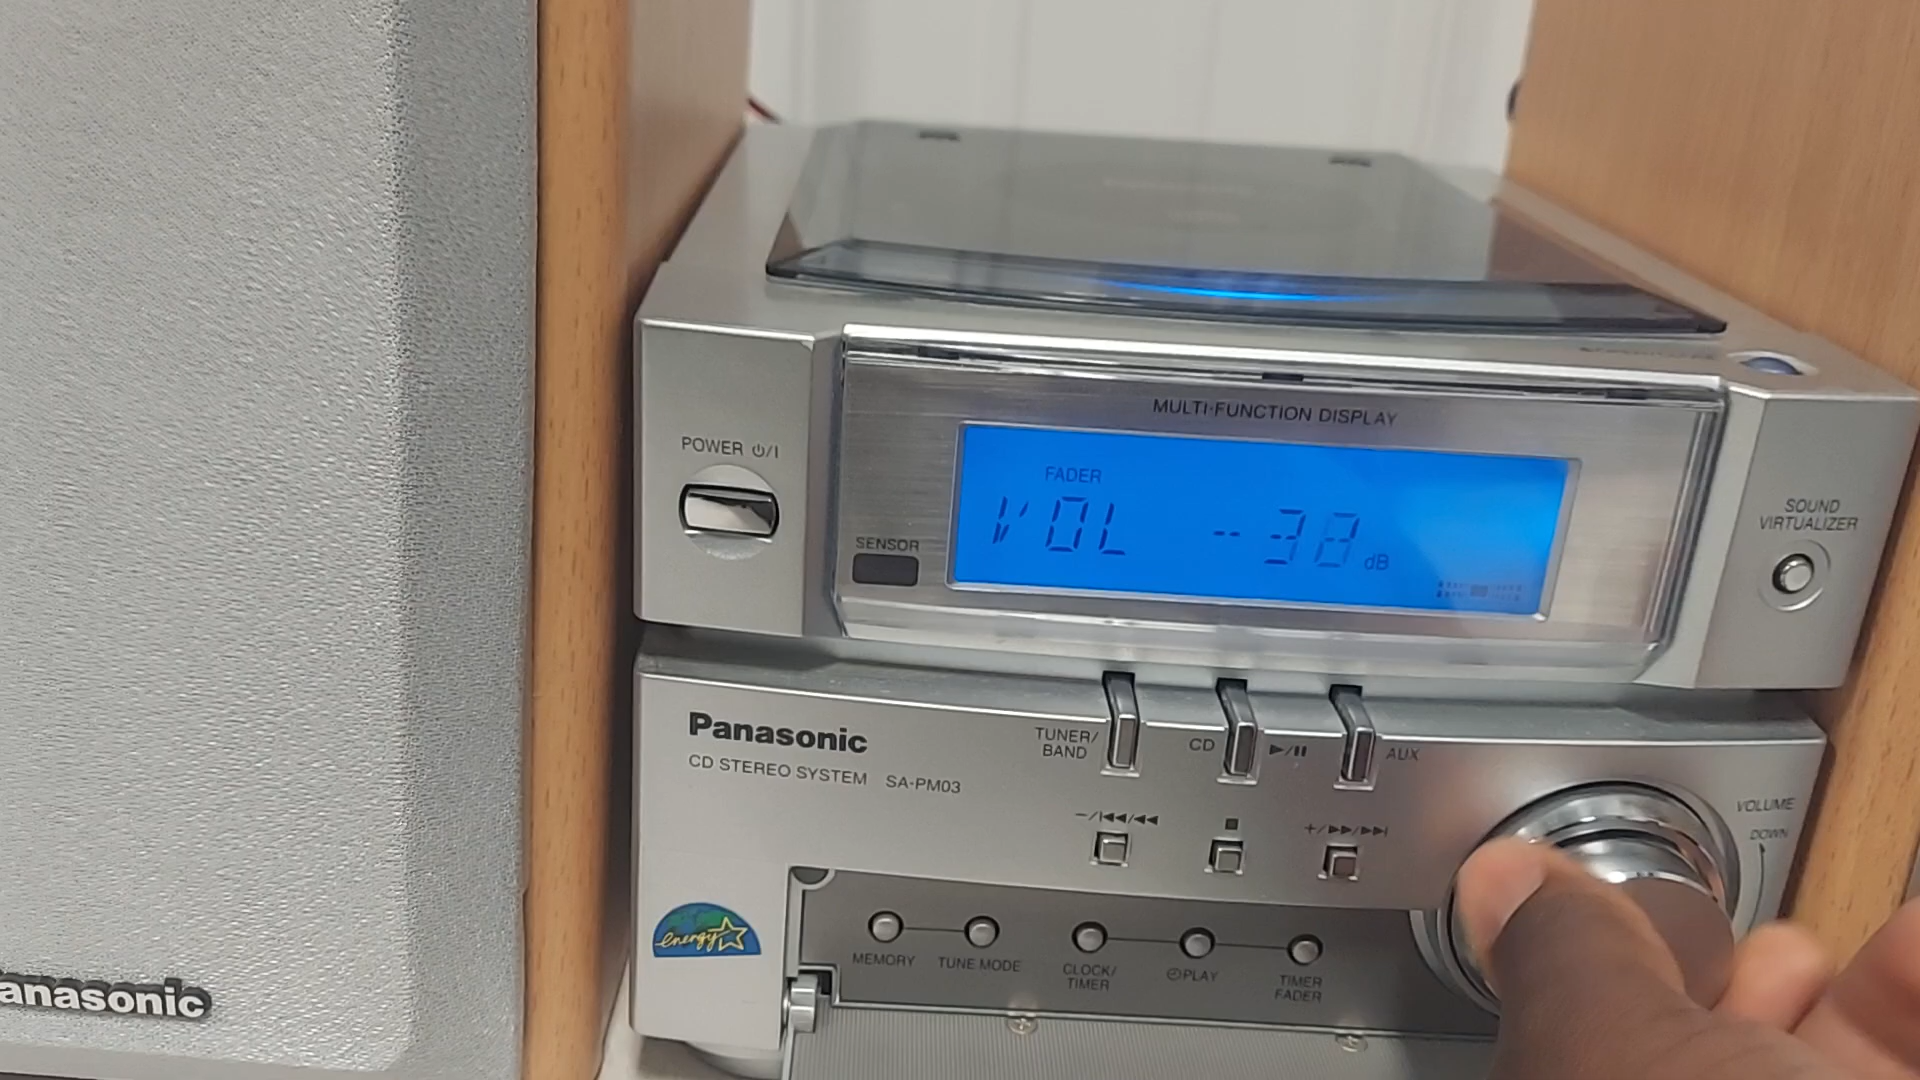 MULTI-FUNCTION DISPLAY
POWER ⏻/I
FADER
VOL --38 dB
SENSOR
SOUND
VIRTUALIZER
Panasonic
CD STEREO SYSTEM SA-PM03
TUNER/
BAND
CD ▶/❚❚
AUX
VOLUME
DOWN
−/⏮/◀◀
■
+/▶▶/⏭
energy
MEMORY
TUNE MODE
CLOCK/
TIMER
⏲PLAY
TIMER
FADER
anasonic